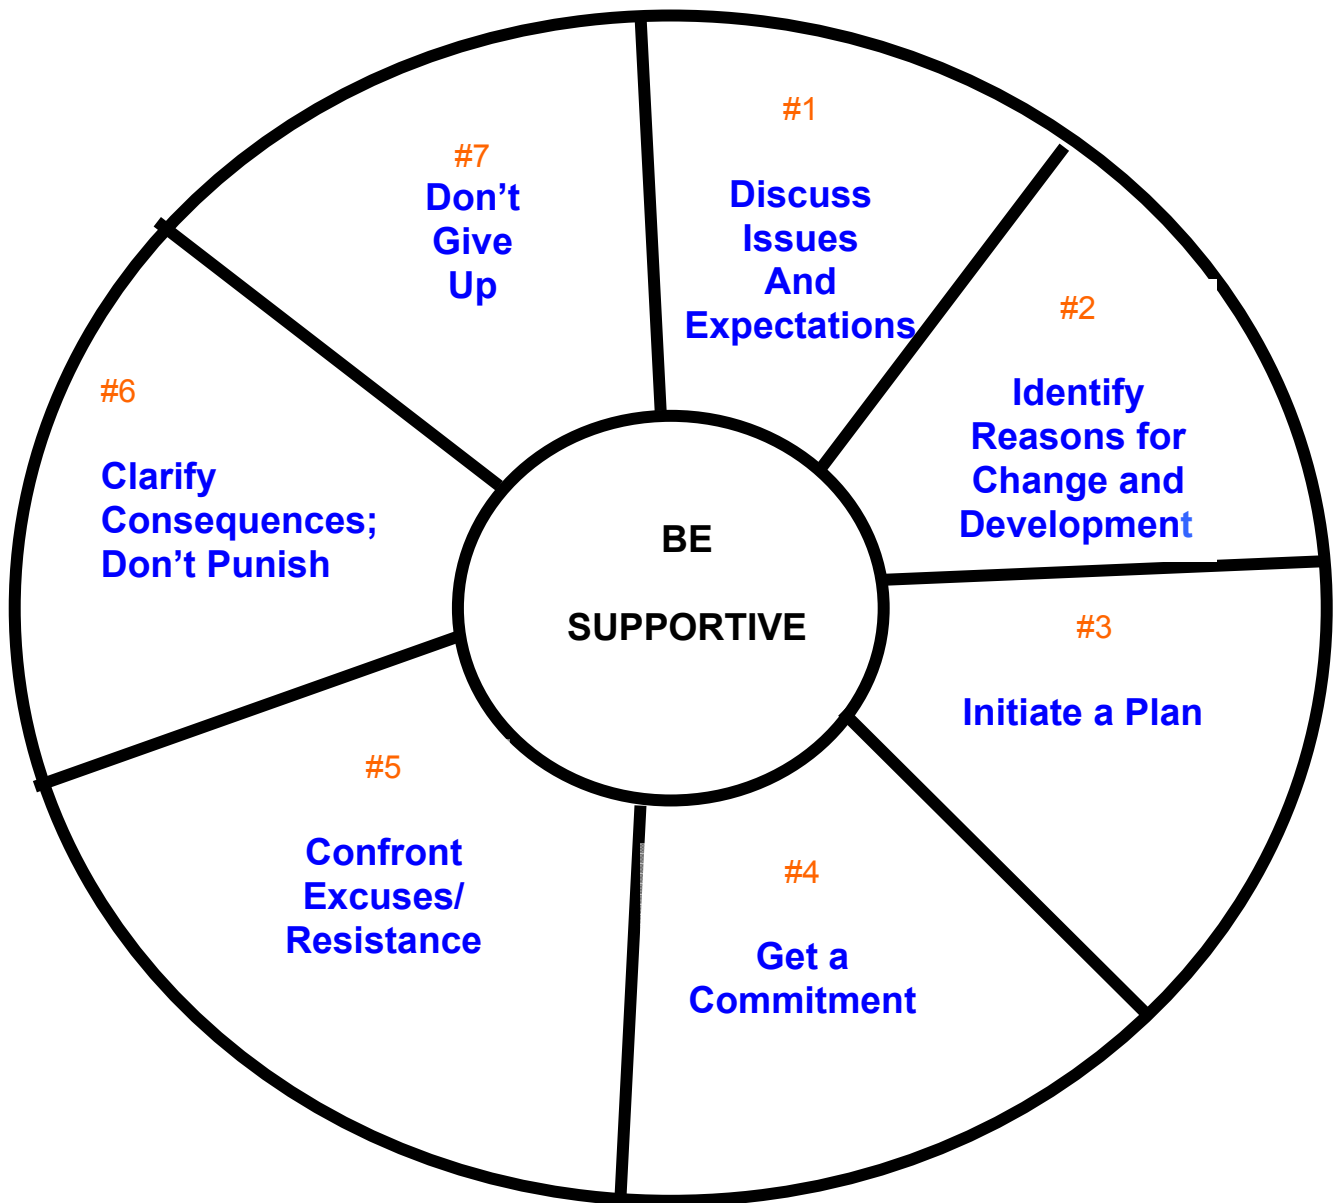 #1
Discuss
Issues
And
Expectations
#2
Identify
Reasons for
Change and
Development
#3
Initiate a Plan
#4
Get a
Commitment
#5
Confront
Excuses/
Resistance
#6
Clarify
Consequences;
Don’t Punish
#7
Don’t
Give
Up
BE
SUPPORTIVE